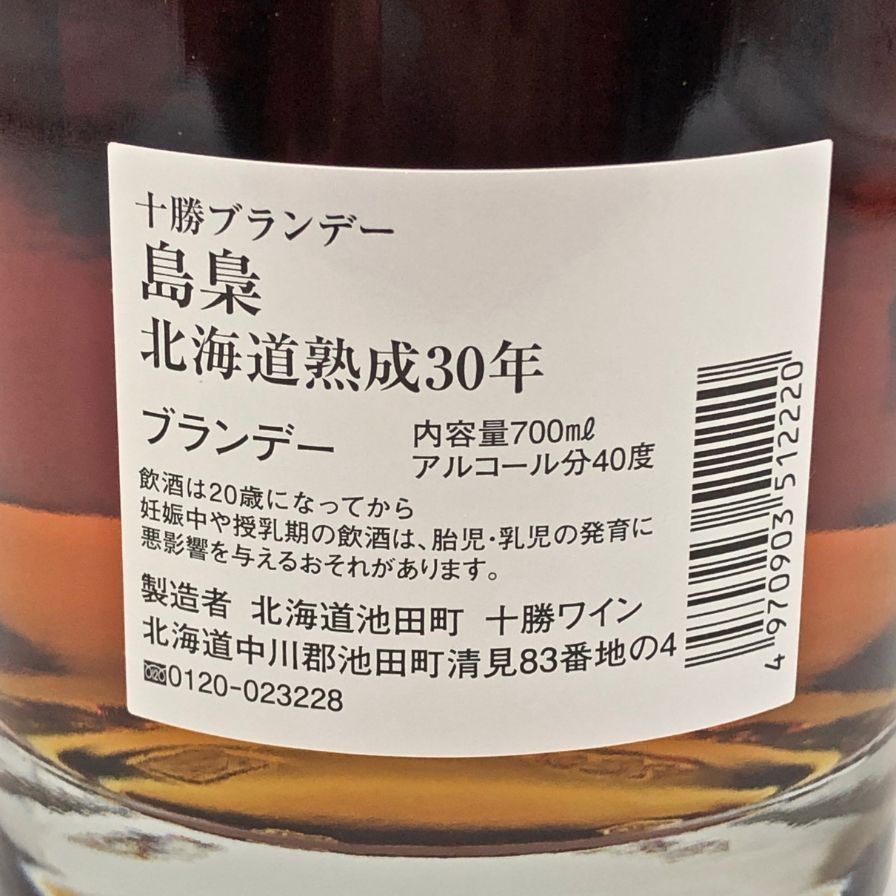 十勝ブランデー
島梟
北海道熟成30年
ブランデー
内容量700㎖
アルコール分40度
飲酒は20歳になってから
妊娠中や授乳期の飲酒は、胎児・乳児の発育に
悪影響を与えるおそれがあります。
製造者 北海道池田町 十勝ワイン
北海道中川郡池田町清見83番地の4
0120-023228
4970903512220